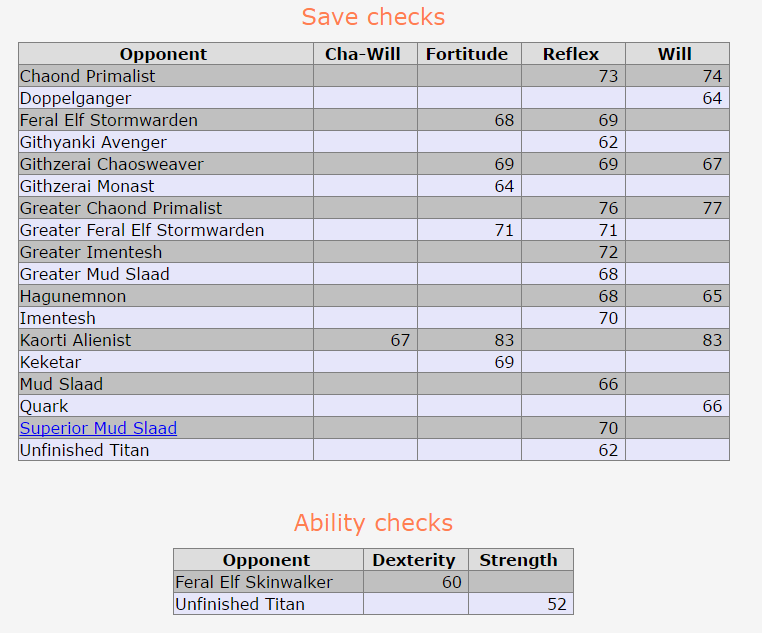 Save checks
Opponent Cha-Will Fortitude Reflex Will
Chaond Primalist 73 74
Doppelganger 64
Feral Elf Stormwarden 68 69
Githyanki Avenger 62
Githzerai Chaosweaver 69 69 67
Githzerai Monast 64
Greater Chaond Primalist 76 77
Greater Feral Elf Stormwarden 71 71
Greater Imentesh 72
Greater Mud Slaad 68
Hagunemnon 68 65
Imentesh 70
Kaorti Alienist 67 83 83
Keketar 69
Mud Slaad 66
Quark 66
Superior Mud Slaad 70
Unfinished Titan 62
Ability checks
Opponent Dexterity Strength
Feral Elf Skinwalker 60
Unfinished Titan 52